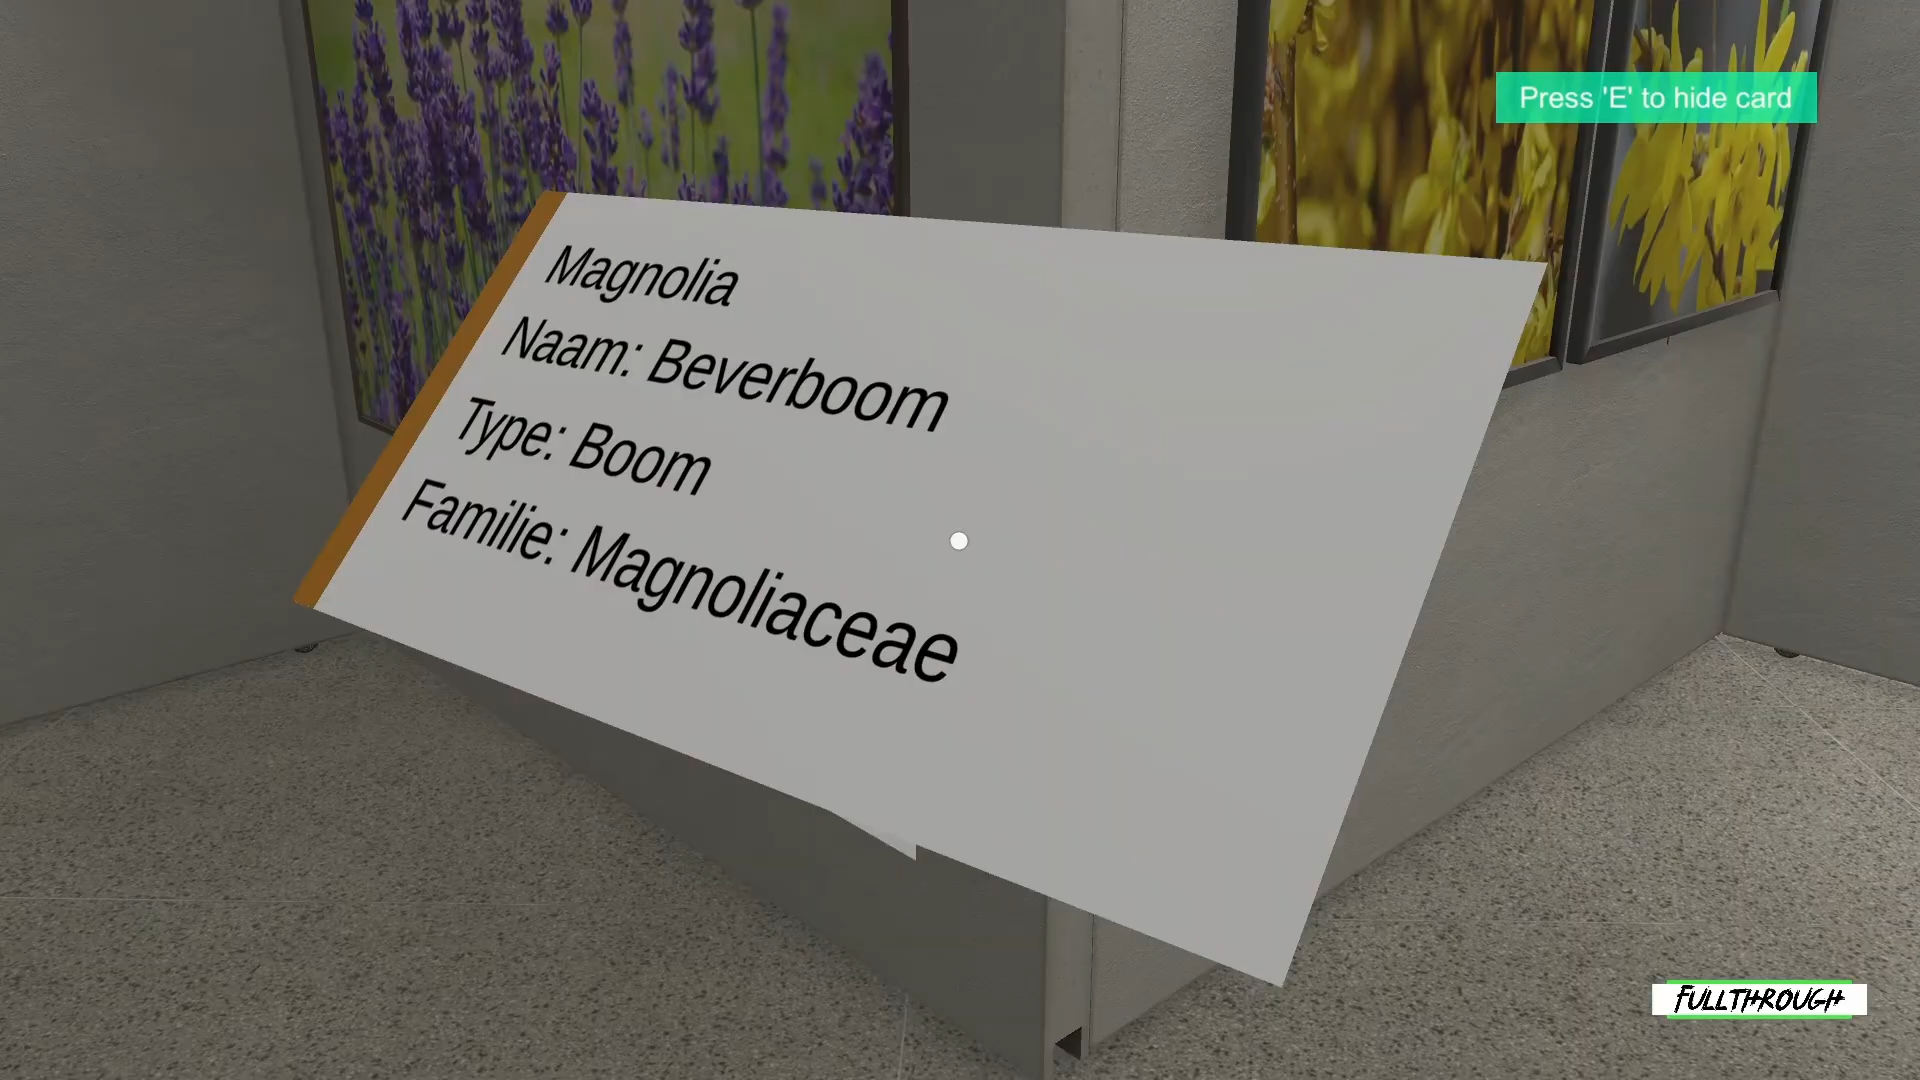 Press 'E' to hide card
Magnolia
Naam: Beverboom
Type: Boom
Familie: Magnoliaceae
FULLTHROUGH